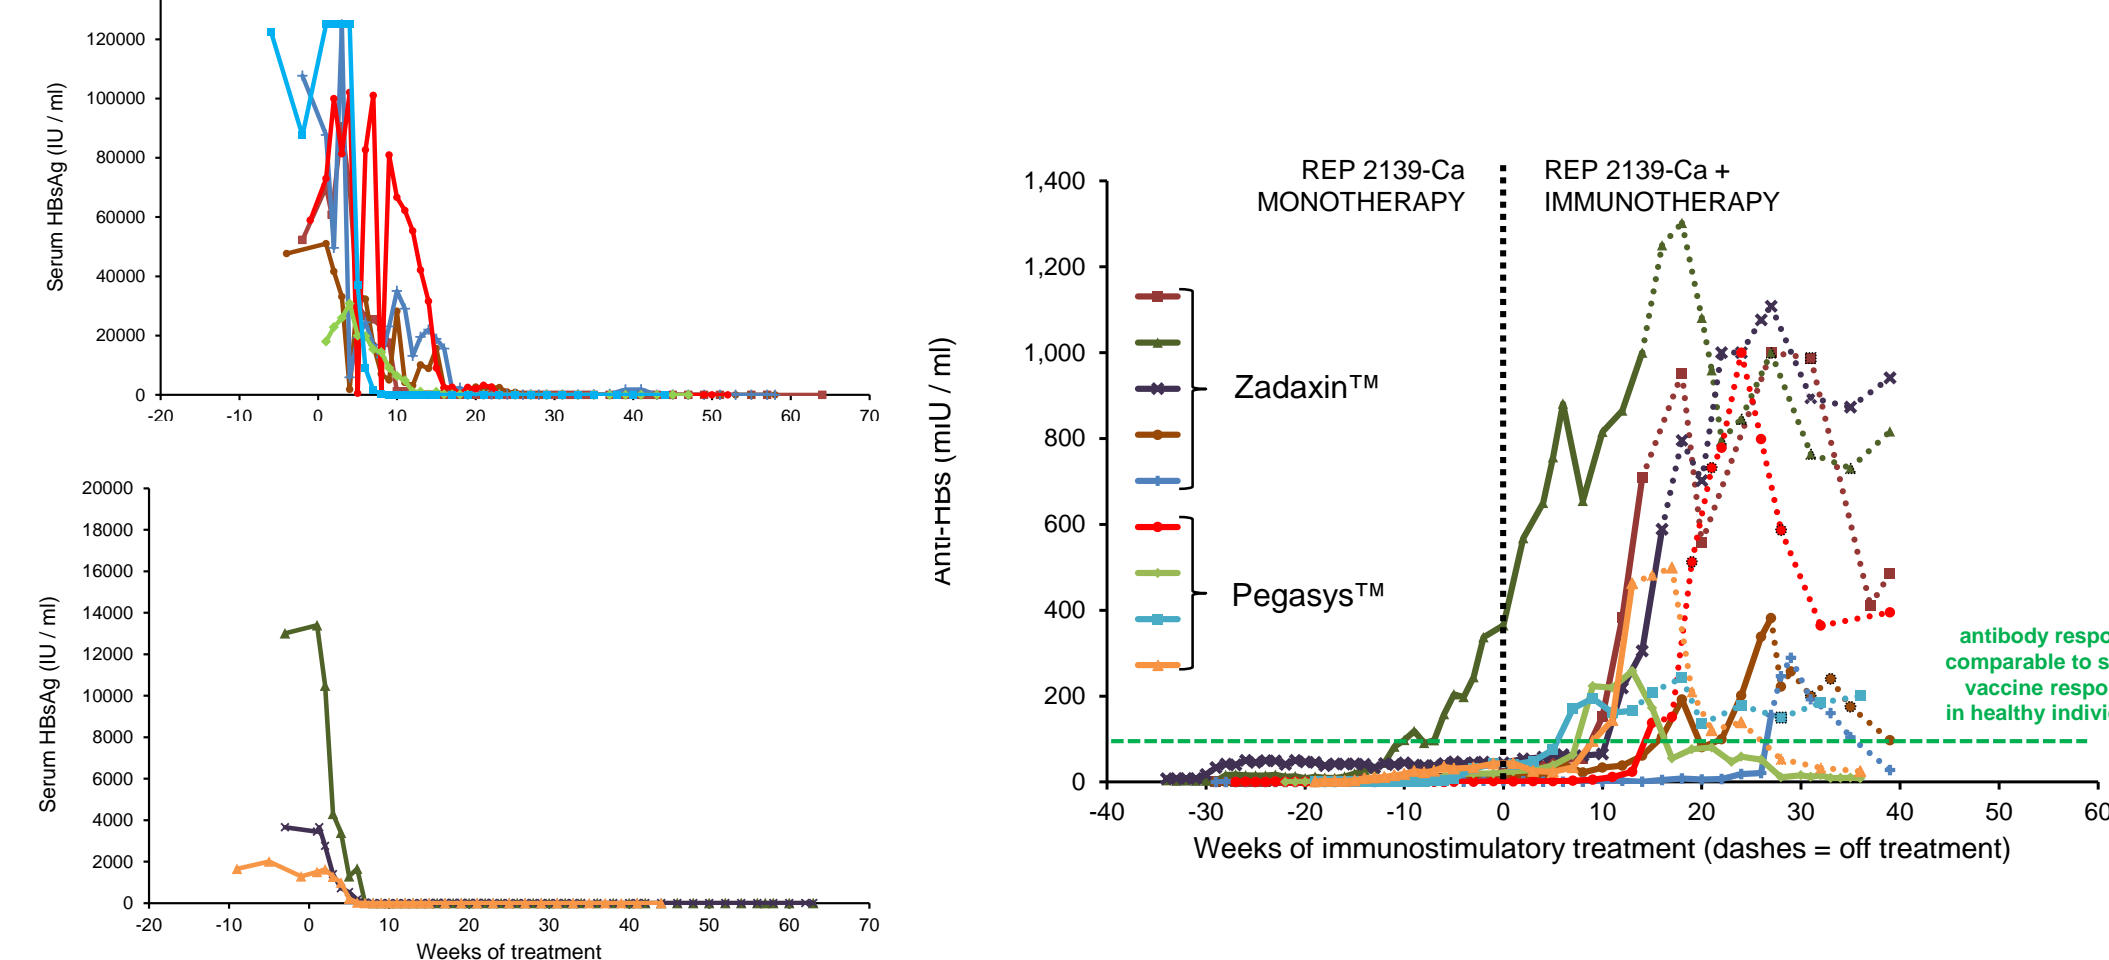 120000
100000
80000
60000
40000
20000
0
-20 -10 0 10 20 30 40 50 60 70
Serum HBsAg (IU / ml)
20000
18000
16000
14000
12000
10000
8000
6000
4000
2000
0
-20 -10 0 10 20 30 40 50 60 70
Serum HBsAg (IU / ml)
Weeks of treatment
REP 2139-Ca
MONOTHERAPY
REP 2139-Ca +
IMMUNOTHERAPY
1,400
1,200
1,000
800
600
400
200
0
-40 -30 -20 -10 0 10 20 30 40 50 60
Anti-HBs (mIU / ml)
Zadaxin™
Pegasys™
antibody respo
comparable to s
vaccine respo
in healthy indivi
Weeks of immunostimulatory treatment (dashes = off treatment)